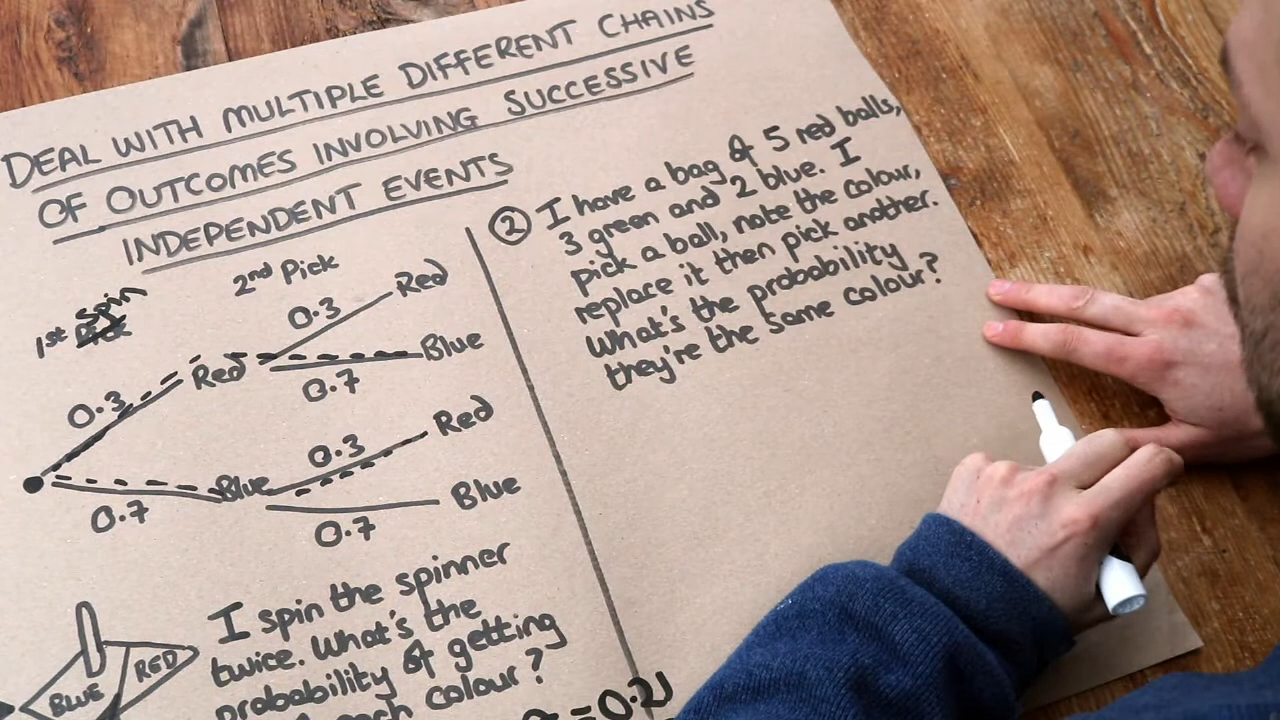 DEAL WITH MULTIPLE DIFFERENT CHAINS
OF OUTCOMES INVOLVING SUCCESSIVE
INDEPENDENT EVENTS
1st Spin
2nd Pick
0.3
Red
0.3
Red
0.7
Blue
0.7
Blue
0.3
Red
0.7
Blue
BLUE
RED
I spin the spinner
twice. What's the
probability of getting
each colour?
= 0.21
② I have a bag of 5 red balls,
3 green and 2 blue. I
pick a ball, note the colour,
replace it then pick another.
What's the probability
they're the same colour?